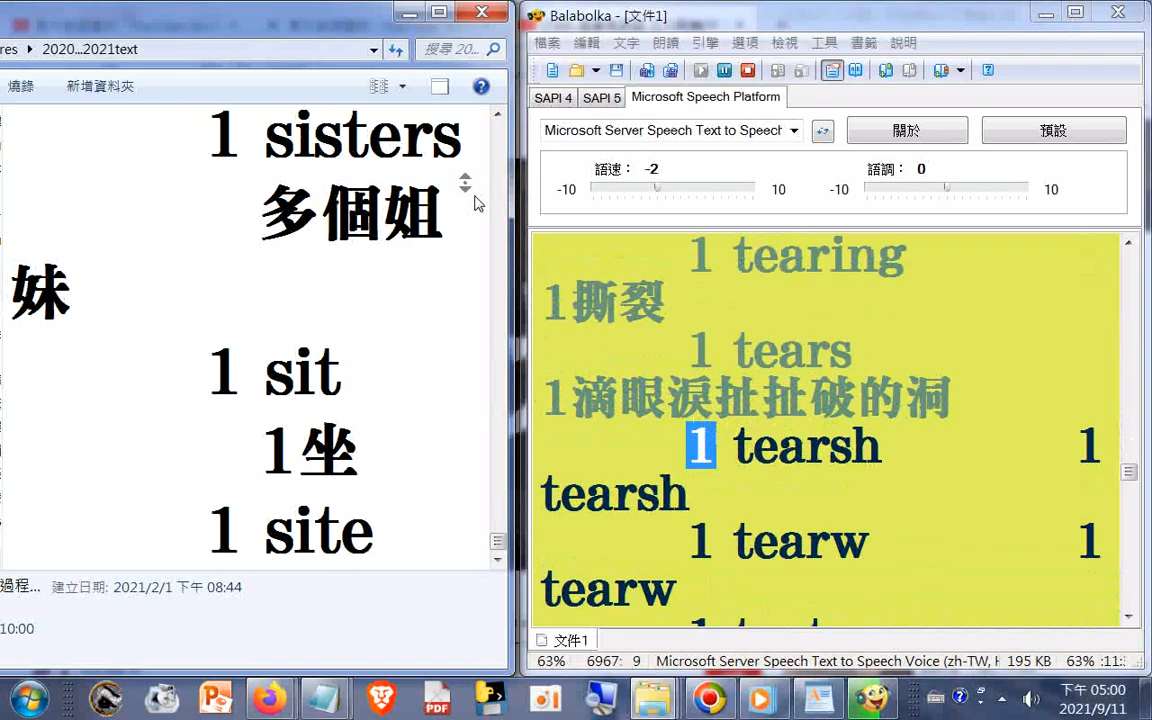 res ▸ 2020...2021text
搜尋 20...
燒錄 新增資料夾
1 sisters
多個姐
妹
1 sit
1坐
1 site
過程... 建立日期: 2021/2/1 下午 08:44
10:00
Balabolka - [文件1]
檔案 編輯 文字 朗讀 引擎 選項 檢視 工具 書籤 說明
SAPI 4 SAPI 5 Microsoft Speech Platform
Microsoft Server Speech Text to Speech 關於 預設
語速： -2 語調： 0
-10 10 -10 10
1 tearing
1撕裂
1 tears
1滴眼淚扯扯破的洞
1 tearsh 1
tearsh
1 tearw 1
tearw
文件1
63% 6967: 9 Microsoft Server Speech Text to Speech Voice (zh-TW, 195 KB 63%
PDF
下午 05:00
2021/9/11